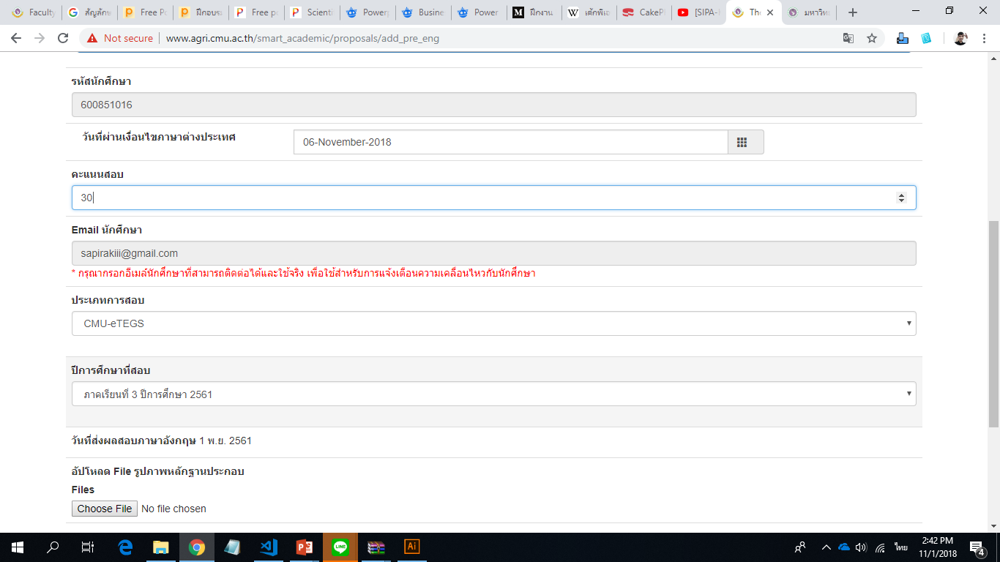 Faculty
สัญลักษ
Free Po
ฝึกอบรม
Free po
Scienti
Powerp
Busine
Power
ฝึกงาน
เด็กพิเอ
CakePl
[SIPA-I
The
มหาวิทย
Not secure
www.agri.cmu.ac.th/smart_academic/proposals/add_pre_eng
รหัสนักศึกษา
600851016
วันที่ผ่านเงื่อนไขภาษาต่างประเทศ
06-November-2018
คะแนนสอบ
30
Email นักศึกษา
sapirakiii@gmail.com
* กรุณากรอกอีเมล์นักศึกษาที่สามารถติดต่อได้และใช้จริง เพื่อใช้สำหรับการแจ้งเตือนความเคลื่อนไหวกับนักศึกษา
ประเภทการสอบ
CMU-eTEGS
ปีการศึกษาที่สอบ
ภาคเรียนที่ 3 ปีการศึกษา 2561
วันที่ส่งผลสอบภาษาอังกฤษ 1 พ.ย. 2561
อัปโหลด File รูปภาพหลักฐานประกอบ
Files
Choose File No file chosen
LINE
Ai
ไทย
2:42 PM
11/1/2018
4